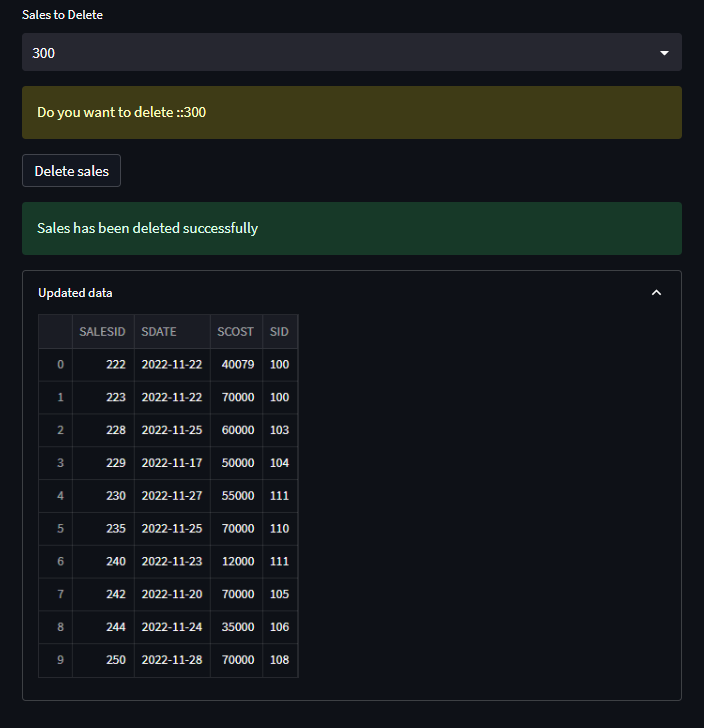 Sales to Delete
300
Do you want to delete ::300
Delete sales
Sales has been deleted successfully
Updated data
SALESID SDATE SCOST SID
0 222 2022-11-22 40079 100
1 223 2022-11-22 70000 100
2 228 2022-11-25 60000 103
3 229 2022-11-17 50000 104
4 230 2022-11-27 55000 111
5 235 2022-11-25 70000 110
6 240 2022-11-23 12000 111
7 242 2022-11-20 70000 105
8 244 2022-11-24 35000 106
9 250 2022-11-28 70000 108